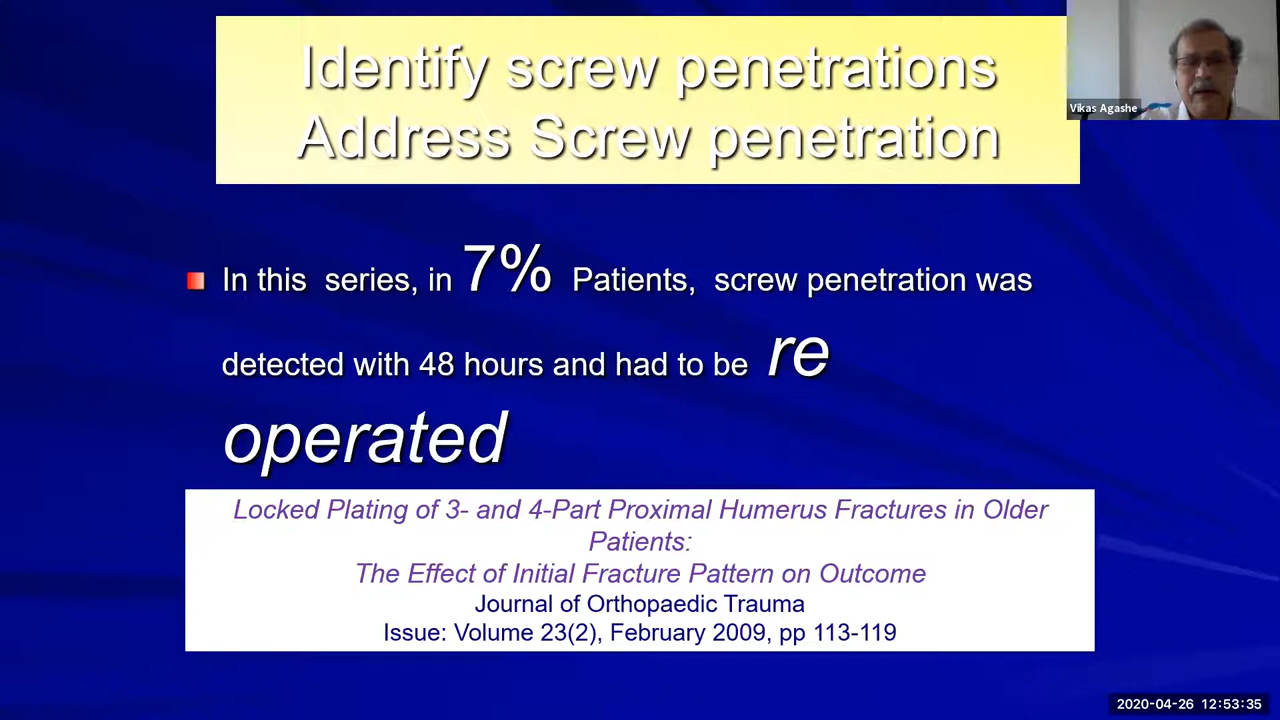 Identify screw penetrations
Address Screw penetration
Vikas Agashe
In this series, in 7% Patients, screw penetration was
detected with 48 hours and had to be re
operated
Locked Plating of 3- and 4-Part Proximal Humerus Fractures in Older
Patients:
The Effect of Initial Fracture Pattern on Outcome
Journal of Orthopaedic Trauma
Issue: Volume 23(2), February 2009, pp 113-119
2020-04-26 12:53:35